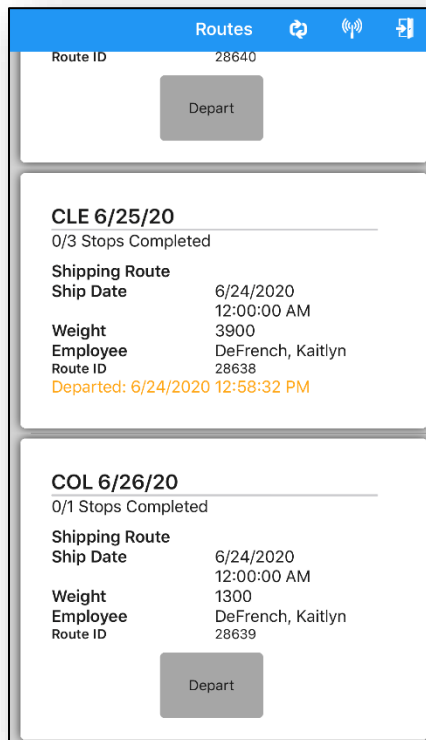 Routes
Route ID 28640
Depart
CLE 6/25/20
0/3 Stops Completed
Shipping Route
Ship Date 6/24/2020
12:00:00 AM
Weight 3900
Employee DeFrench, Kaitlyn
Route ID 28638
Departed: 6/24/2020 12:58:32 PM
COL 6/26/20
0/1 Stops Completed
Shipping Route
Ship Date 6/24/2020
12:00:00 AM
Weight 1300
Employee DeFrench, Kaitlyn
Route ID 28639
Depart